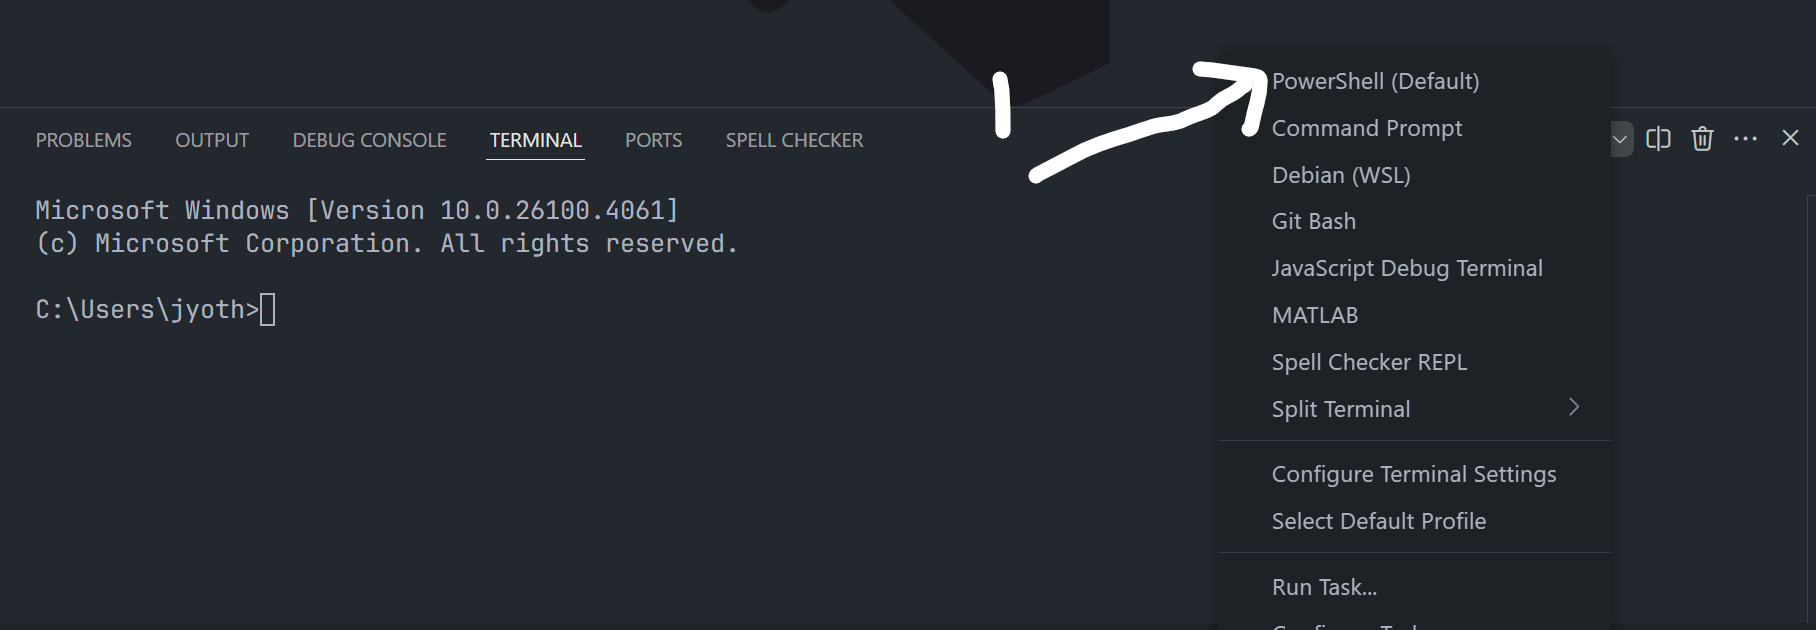 PROBLEMS OUTPUT DEBUG CONSOLE TERMINAL PORTS SPELL CHECKER
Microsoft Windows [Version 10.0.26100.4061]
(c) Microsoft Corporation. All rights reserved.
C:\Users\jyoth>
1
PowerShell (Default)
Command Prompt
Debian (WSL)
Git Bash
JavaScript Debug Terminal
MATLAB
Spell Checker REPL
Split Terminal
Configure Terminal Settings
Select Default Profile
Run Task...